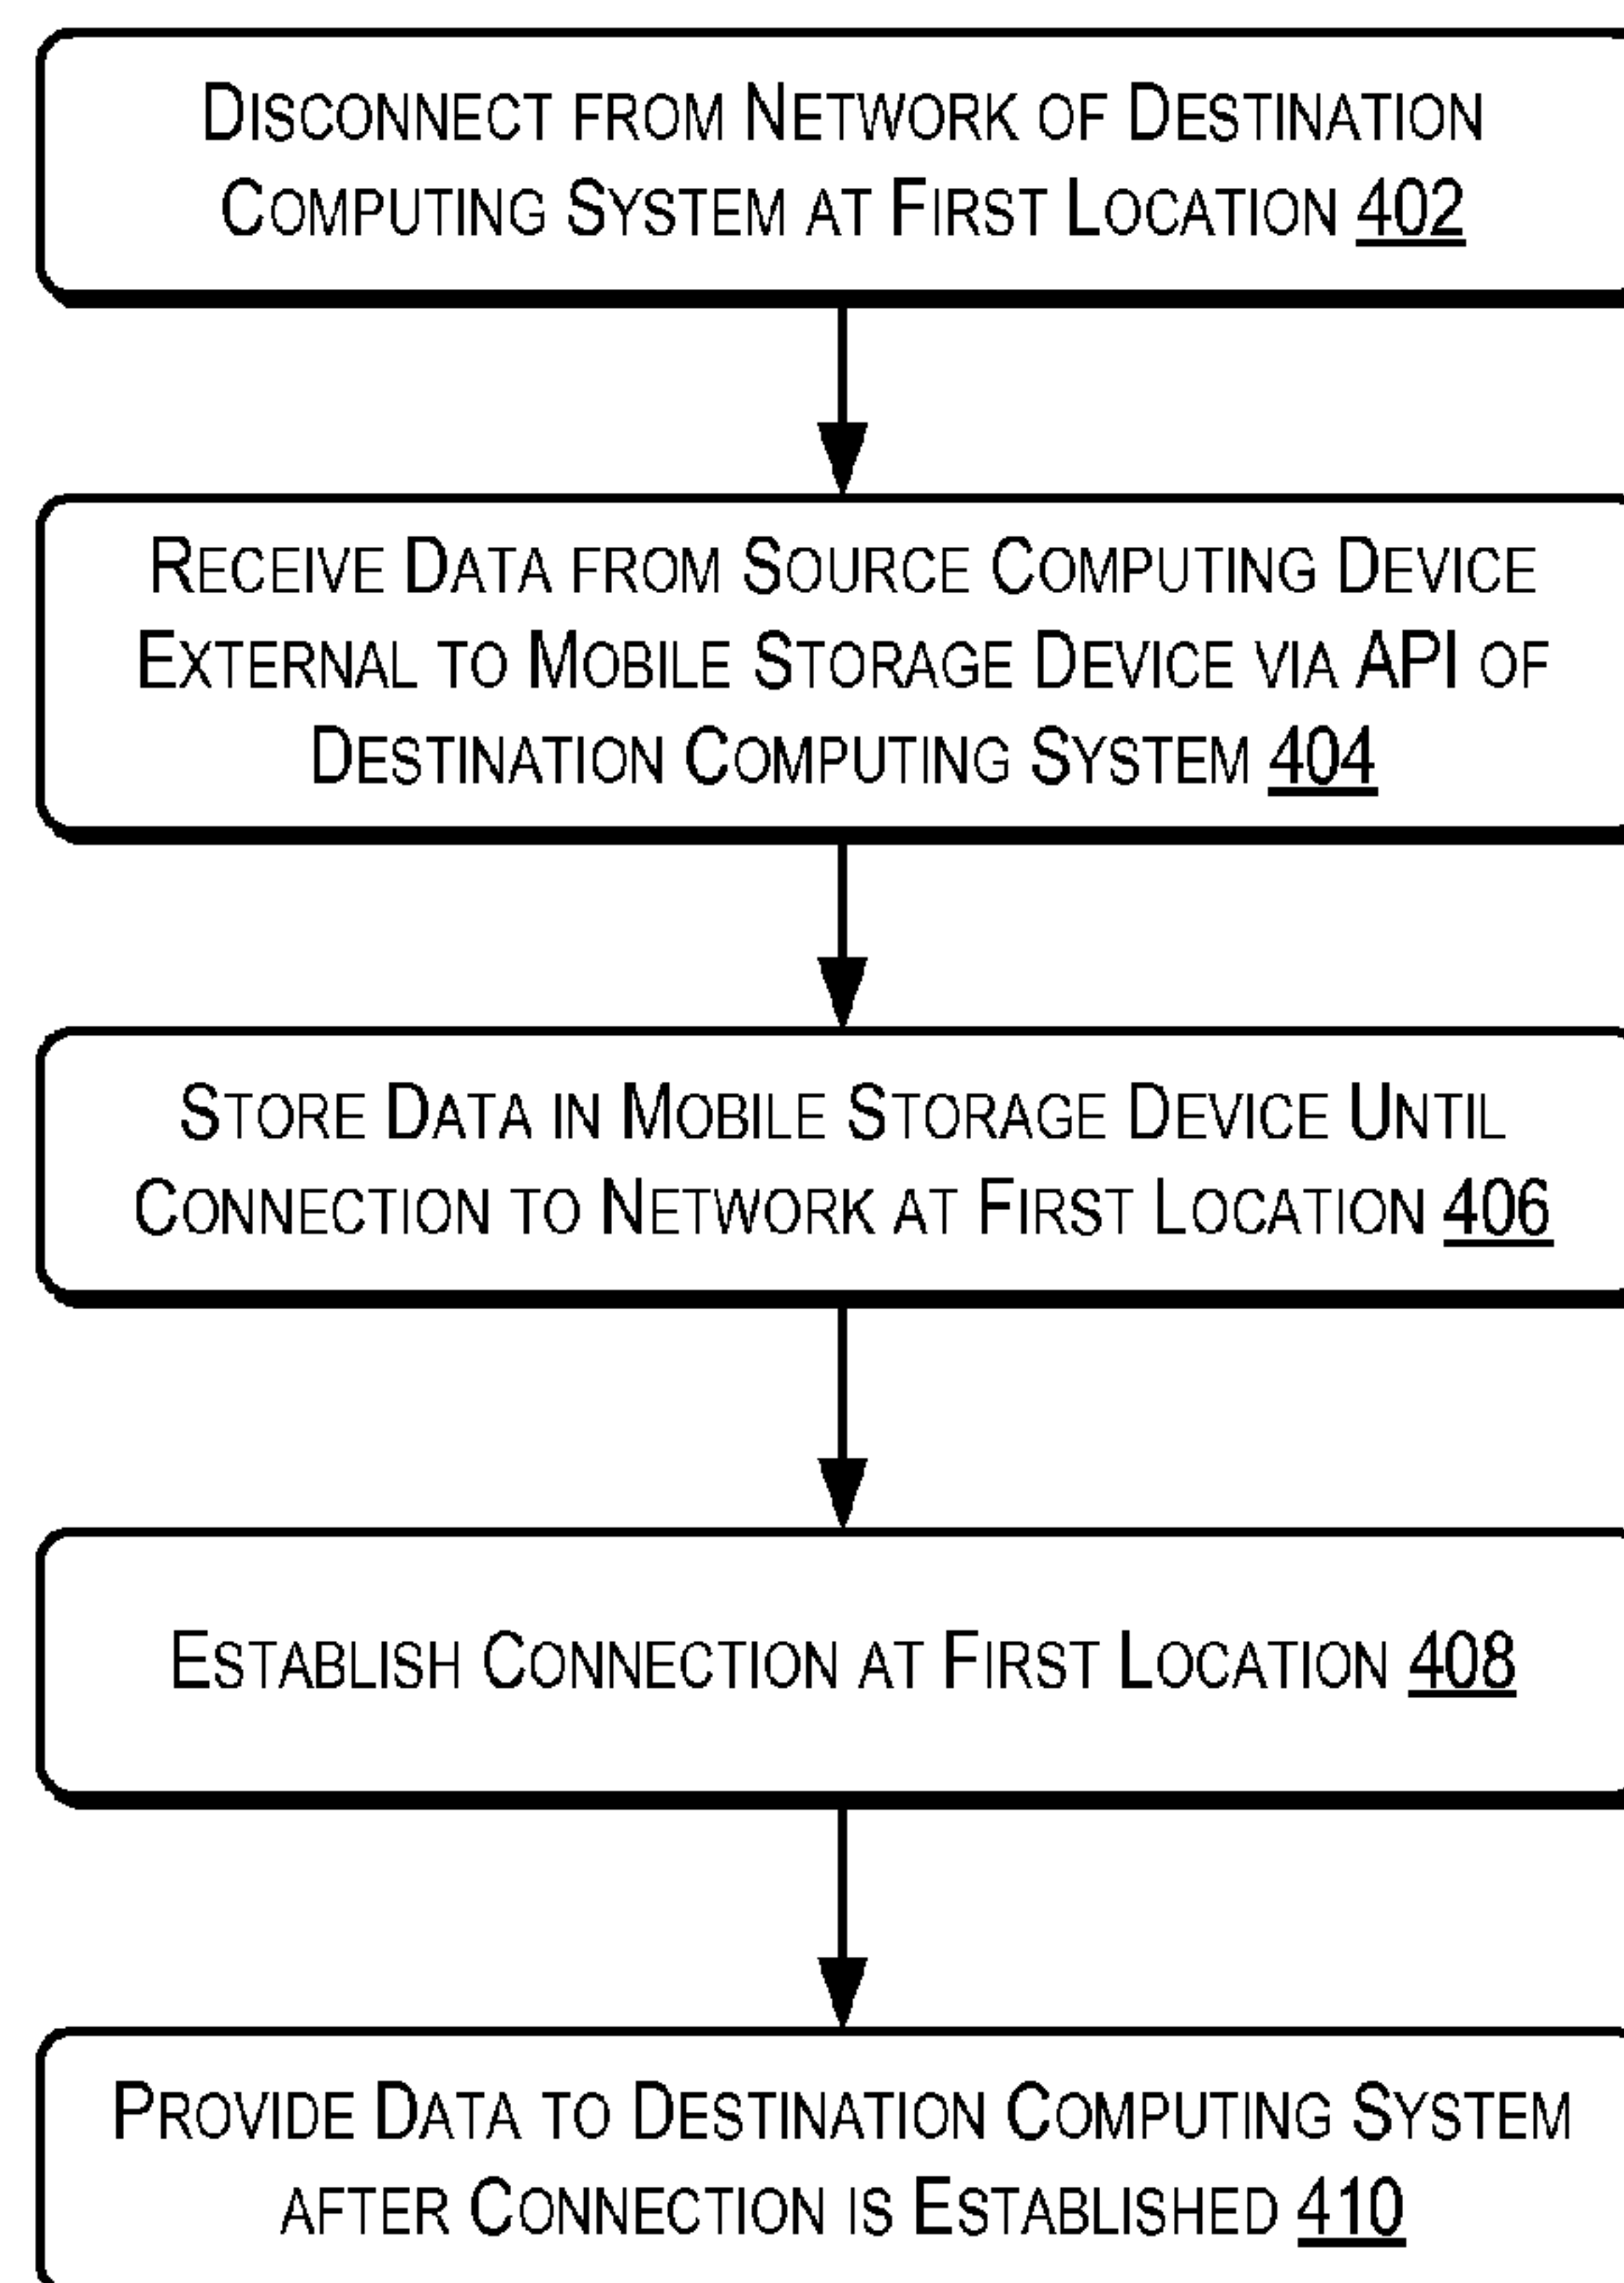 Disconnect from Network of Destination
Computing System at First Location 402
Receive Data from Source Computing Device
External to Mobile Storage Device via API of
Destination Computing System 404
Store Data in Mobile Storage Device Until
Connection to Network at First Location 406
Establish Connection at First Location 408
Provide Data to Destination Computing System
after Connection is Established 410